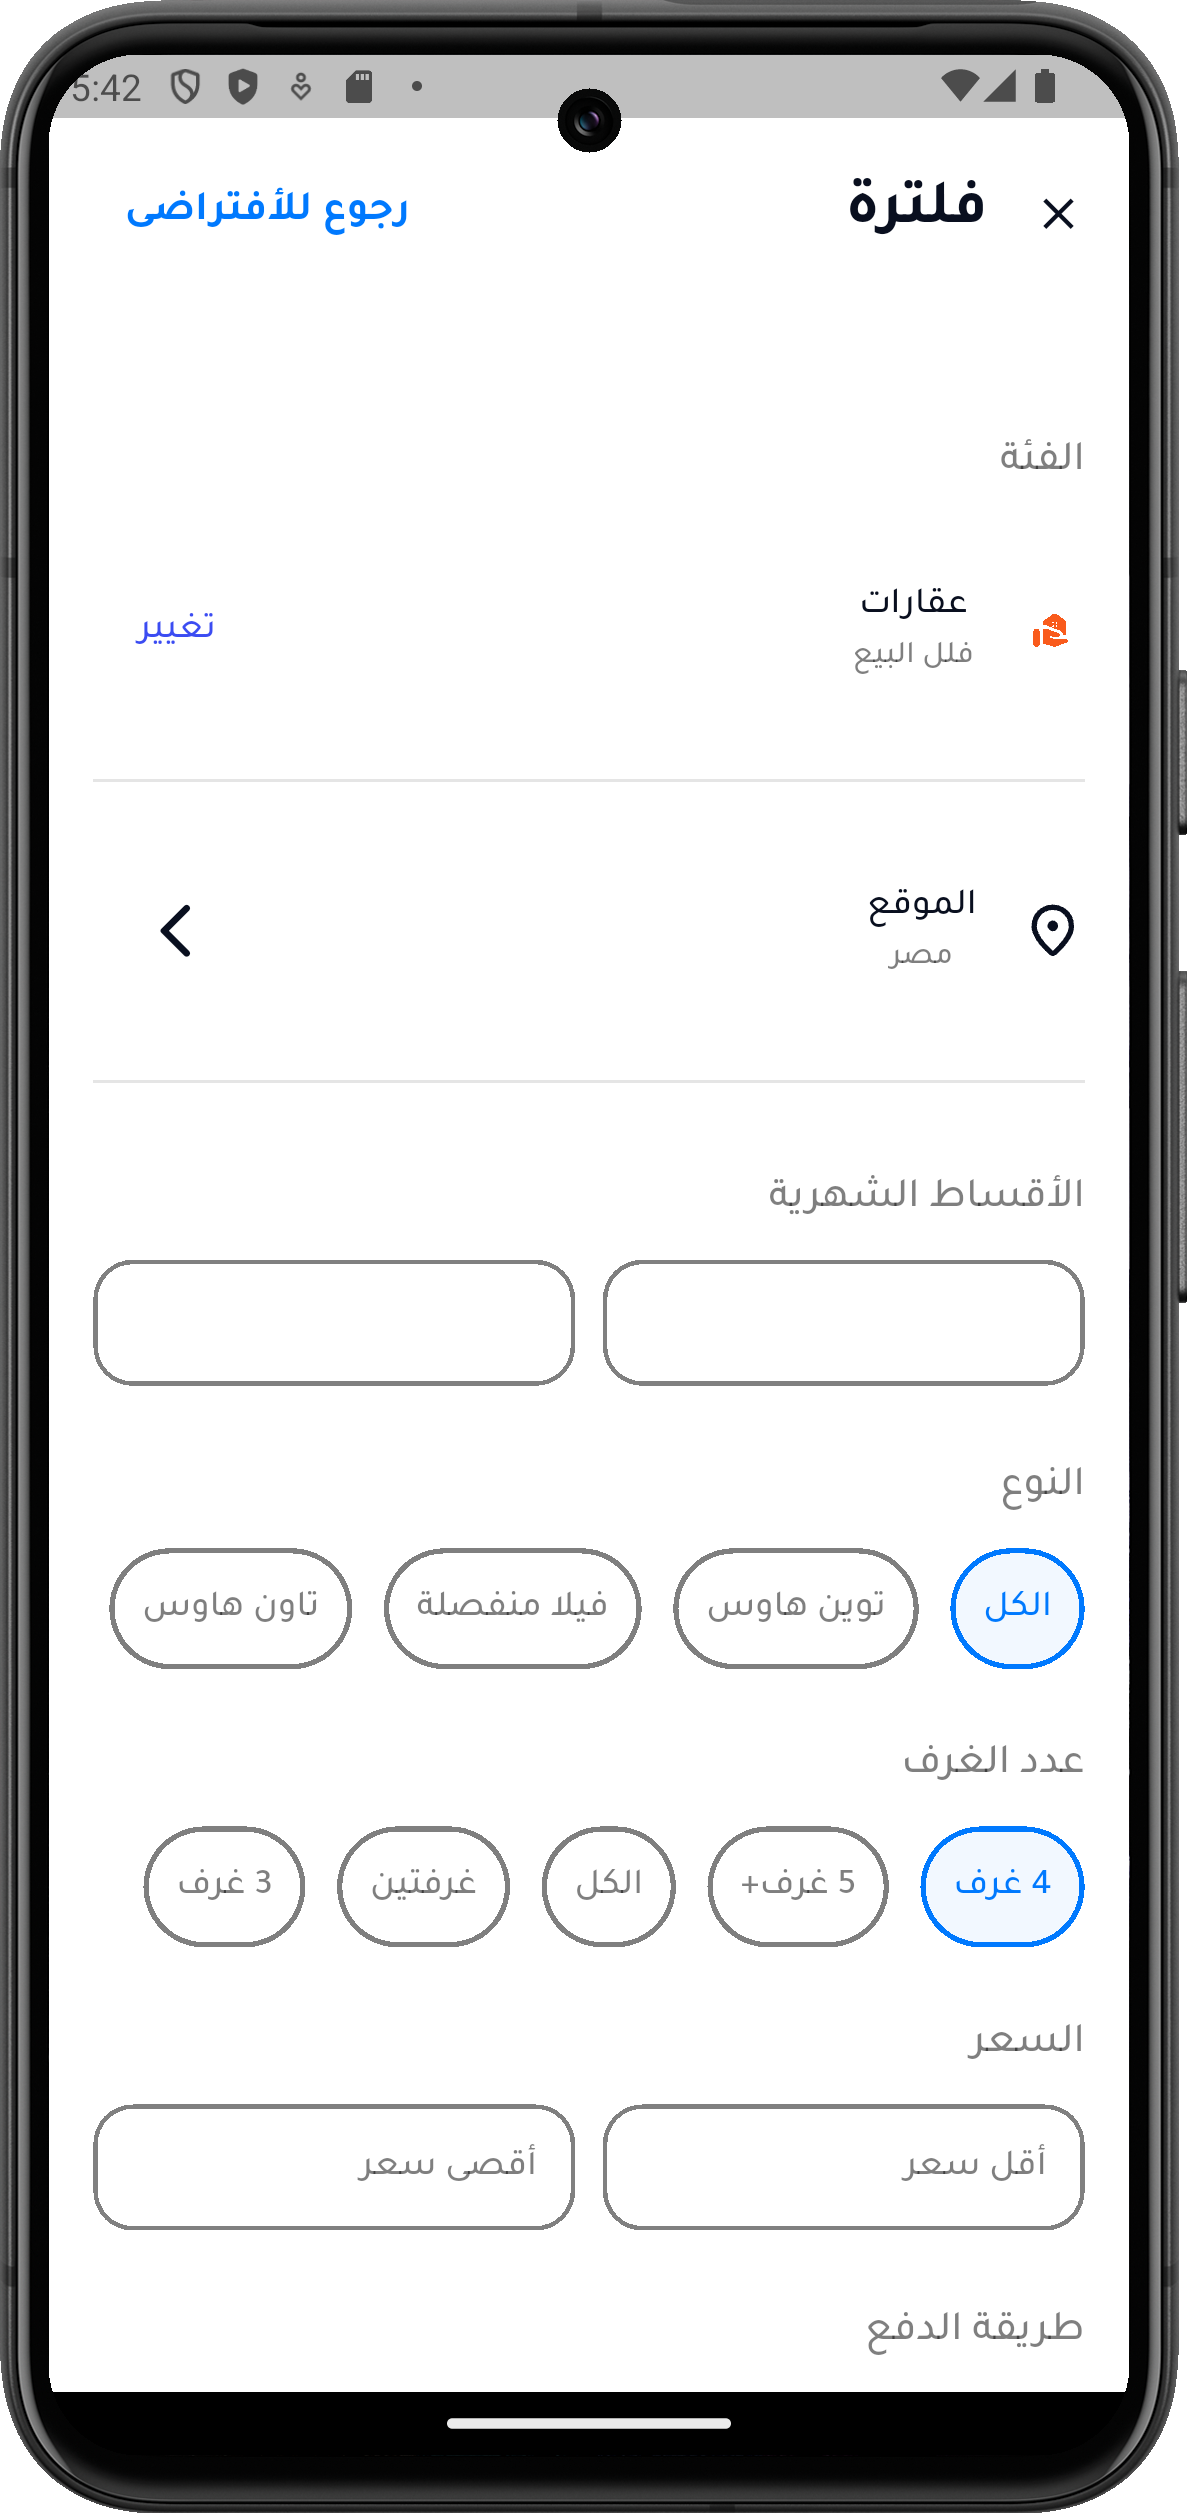 5:42
فلترة رجوع للأفتراضى
الفئة
عقارات
فلل البيع
تغيير
الموقع
مصر
الأقساط الشهرية
النوع
الكل توين هاوس فيلا منفصلة تاون هاوس
عدد الغرف
4 غرف 5 غرف+ الكل غرفتين 3 غرف
السعر
أقل سعر أقصى سعر
طريقة الدفع